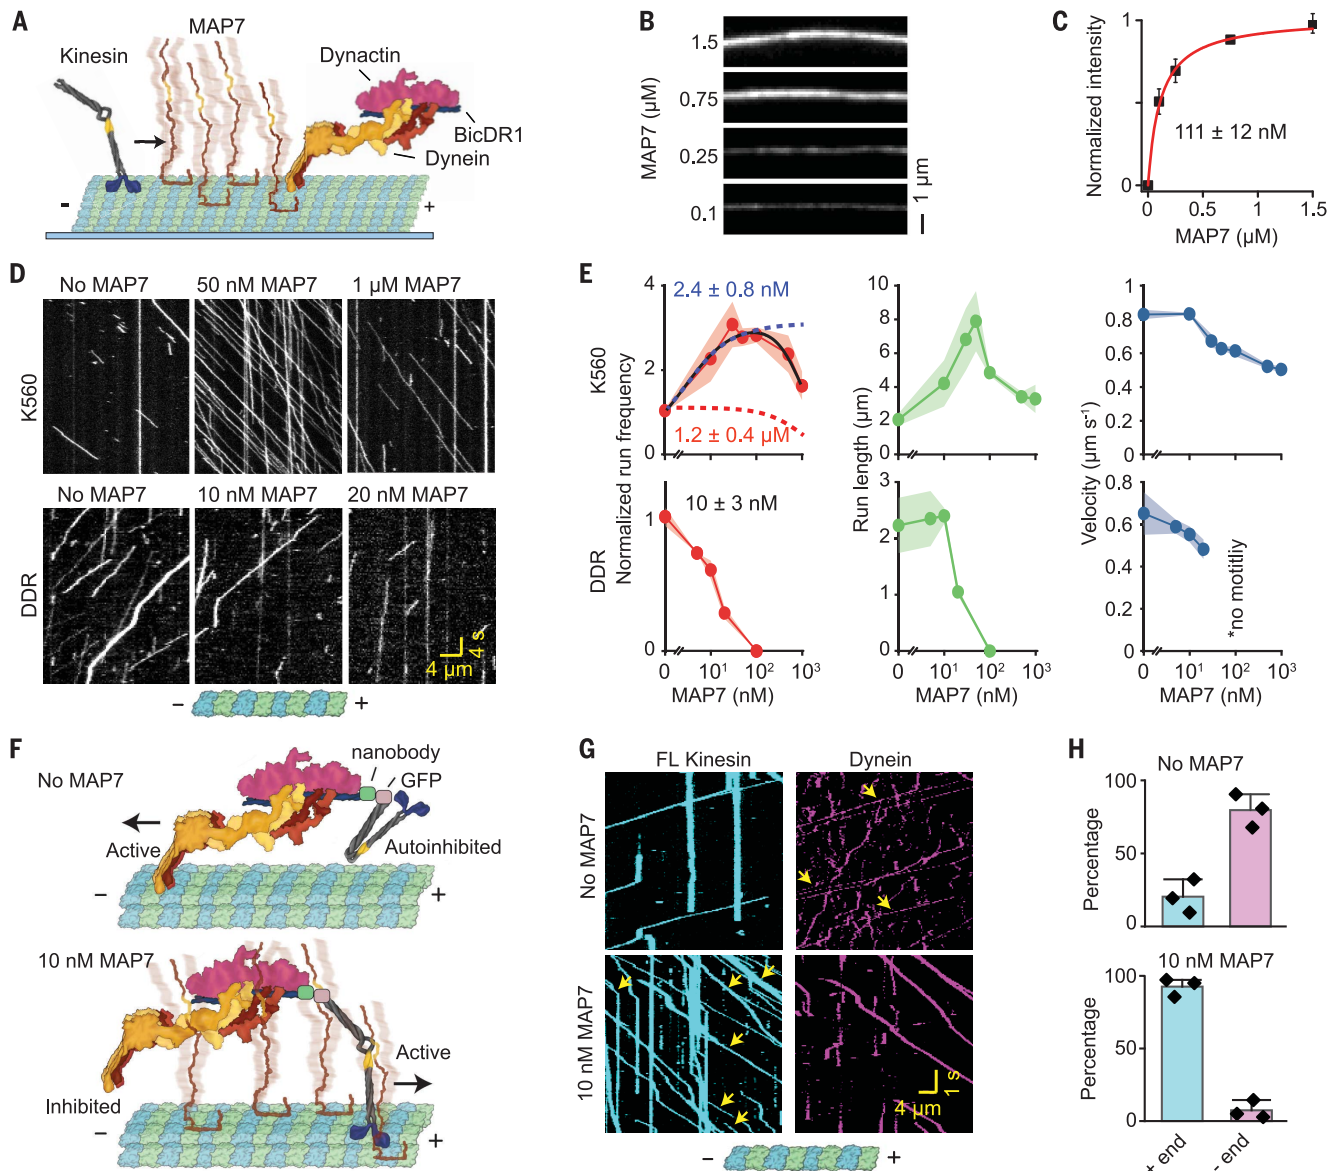 A
Kinesin
MAP7
Dynactin
BicDR1
Dynein
-
+
B
MAP7 (µM)
1.5
0.75
0.25
0.1
1 µm
C
Normalized intensity
1
0
111 ± 12 nM
0
0.5
1
1.5
MAP7 (µM)
D
No MAP7
50 nM MAP7
1 µM MAP7
K560
No MAP7
10 nM MAP7
20 nM MAP7
DDR
4 µm
4 s
-
+
E
K560
DDR
Normalized run frequency
4
2
0
2.4 ± 0.8 nM
1.2 ± 0.4 µM
Run length (µm)
10
8
6
4
2
0
Velocity (µm s⁻¹)
1
0.8
0.6
0.4
0.2
0
1
0
10 ± 3 nM
0
10¹
10²
10³
MAP7 (nM)
3
2
1
0
0
10¹
10²
10³
MAP7 (nM)
0.8
0.6
0.4
0.2
0
*no motitliy
0
10¹
10²
10³
MAP7 (nM)
F
No MAP7
nanobody
GFP
Active
Autoinhibited
-
+
10 nM MAP7
Active
Inhibited
-
+
G
FL Kinesin
Dynein
No MAP7
10 nM MAP7
4 µm
1 s
-
+
H
No MAP7
Percentage
100
50
0
10 nM MAP7
Percentage
100
50
0
+ end
- end